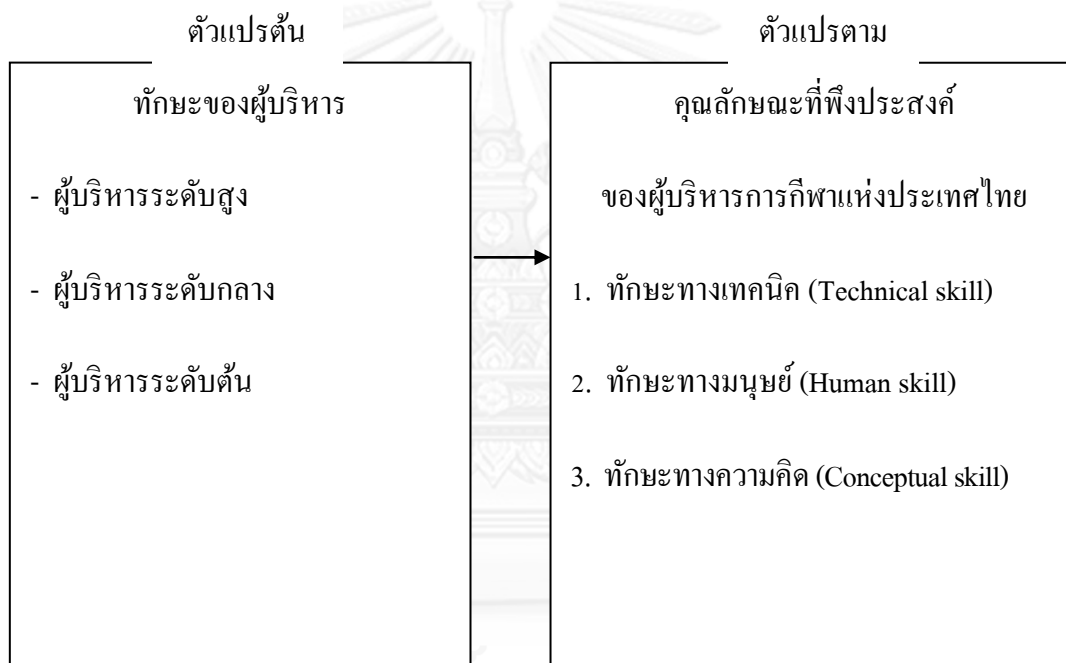 ตัวแปรต้น
ทักษะของผู้บริหาร
- ผู้บริหารระดับสูง
- ผู้บริหารระดับกลาง
- ผู้บริหารระดับต้น
ตัวแปรตาม
คุณลักษณะที่พึงประสงค์
ของผู้บริหารการกีฬาแห่งประเทศไทย
1. ทักษะทางเทคนิค (Technical skill)
2. ทักษะทางมนุษย์ (Human skill)
3. ทักษะทางความคิด (Conceptual skill)